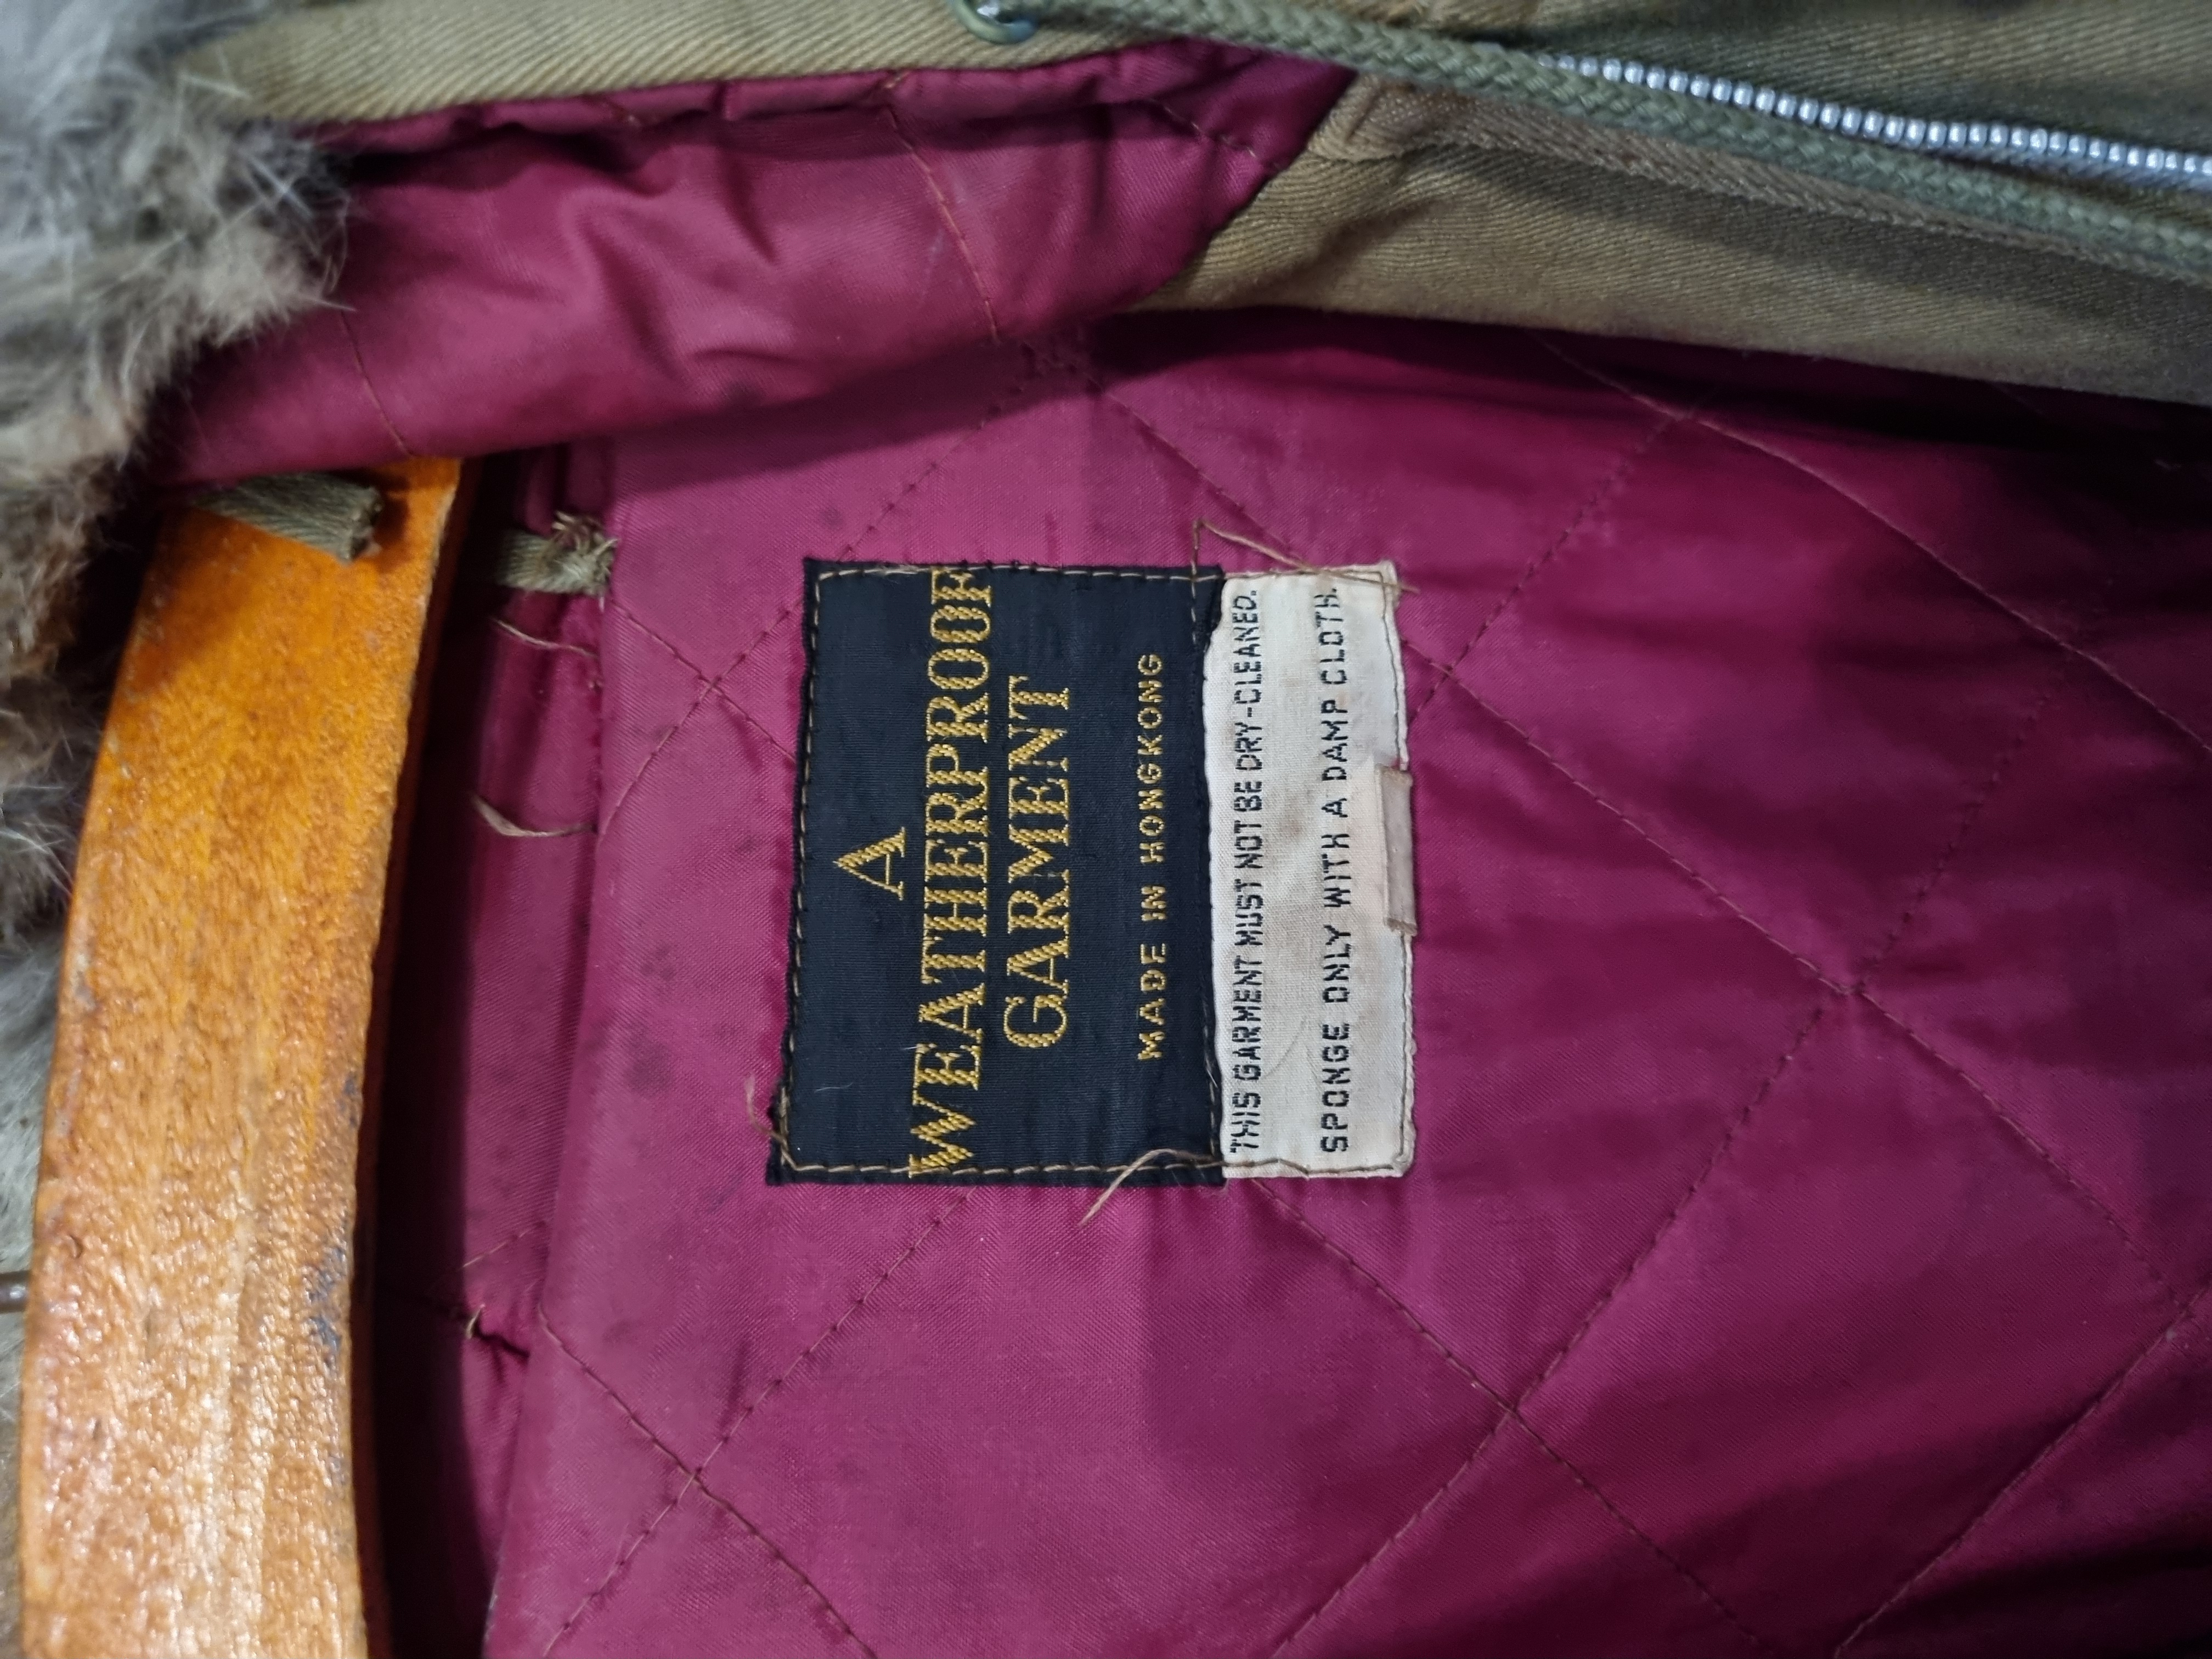 A
WEATHERPROOF
GARMENT
MADE IN HONGKONG
THIS GARMENT MUST NOT BE DRY-CLEANED.
SPONGE ONLY WITH A DAMP CLOTH.